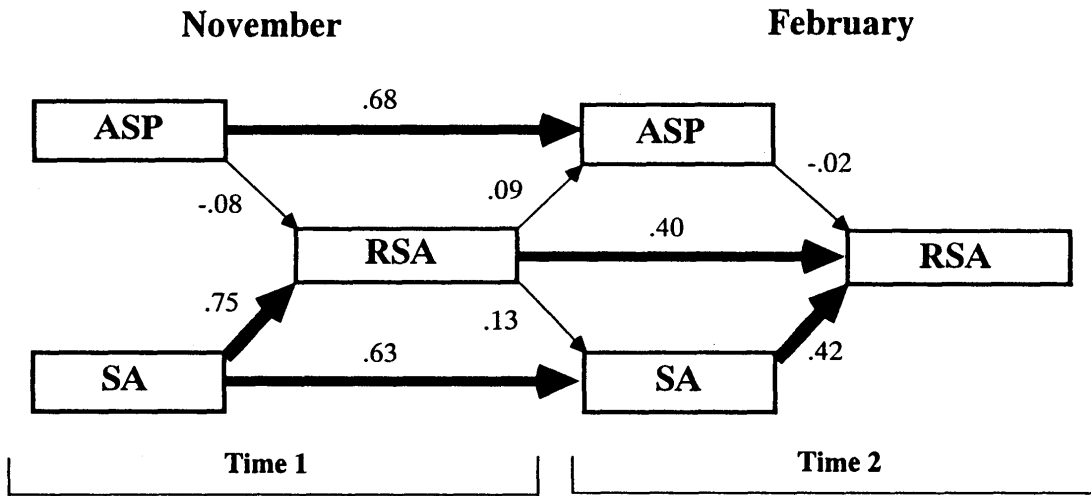 November
February
.68
ASP
ASP
-.08
.09
-.02
.40
RSA
RSA
.75
.13
.63
.42
SA
SA
Time 1
Time 2